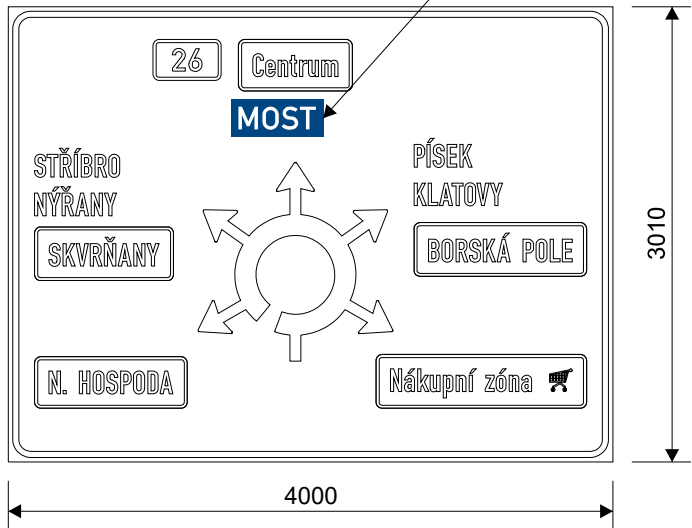 26 Centrum
MOST
STŘÍBRO
NÝŘANY
SKVRŇANY
PÍSEK
KLATOVY
BORSKÁ POLE
N. HOSPODA
Nákupní zóna
3010
4000